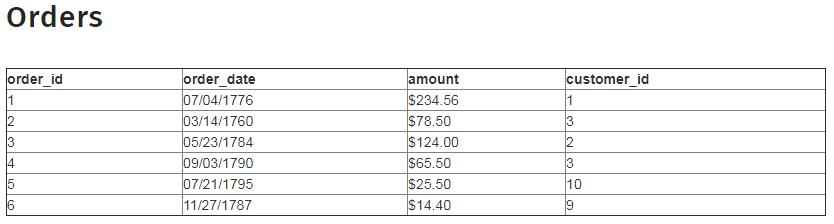 Orders
order_id order_date amount customer_id
1 07/04/1776 $234.56 1
2 03/14/1760 $78.50 3
3 05/23/1784 $124.00 2
4 09/03/1790 $65.50 3
5 07/21/1795 $25.50 10
6 11/27/1787 $14.40 9